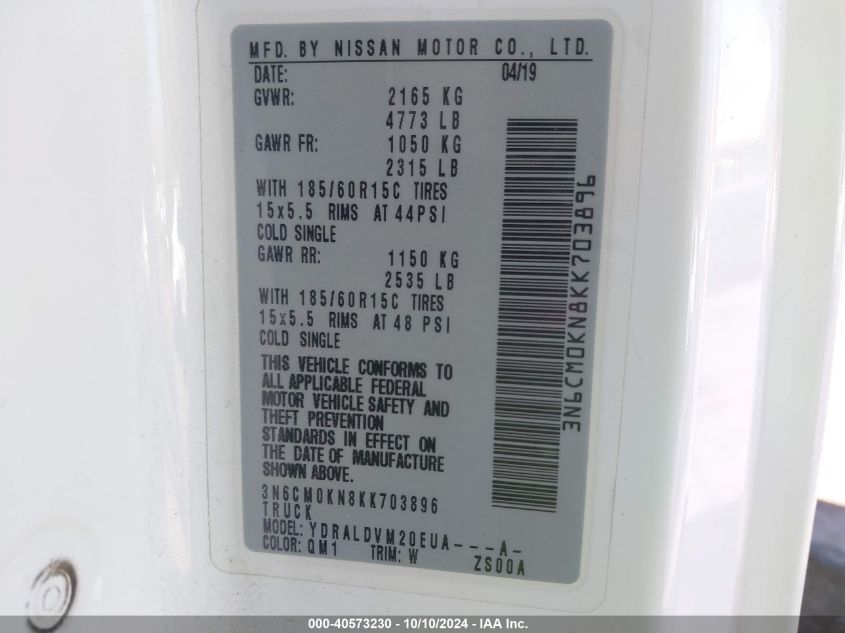 MFD. BY NISSAN MOTOR CO., LTD.
DATE: 04/19
GVWR: 2165 KG
4773 LB
GAWR FR: 1050 KG
2315 LB
WITH 185/60R15C TIRES
15x5.5 RIMS AT 44PSI
COLD SINGLE
GAWR RR: 1150 KG
2535 LB
WITH 185/60R15C TIRES
15x5.5 RIMS AT 48 PSI
COLD SINGLE
THIS VEHICLE CONFORMS TO
ALL APPLICABLE FEDERAL
MOTOR VEHICLE SAFETY AND
THEFT PREVENTION
STANDARDS IN EFFECT ON
THE DATE OF MANUFACTURE
SHOWN ABOVE.
3N6CM0KN8KK703896
TRUCK
MODEL: YDRALDVM20EUA---A-
COLOR: QM1 TRIM: W ZS00A
3N6CM0KN8KK703896
000-40573230 - 10/10/2024 - IAA Inc.